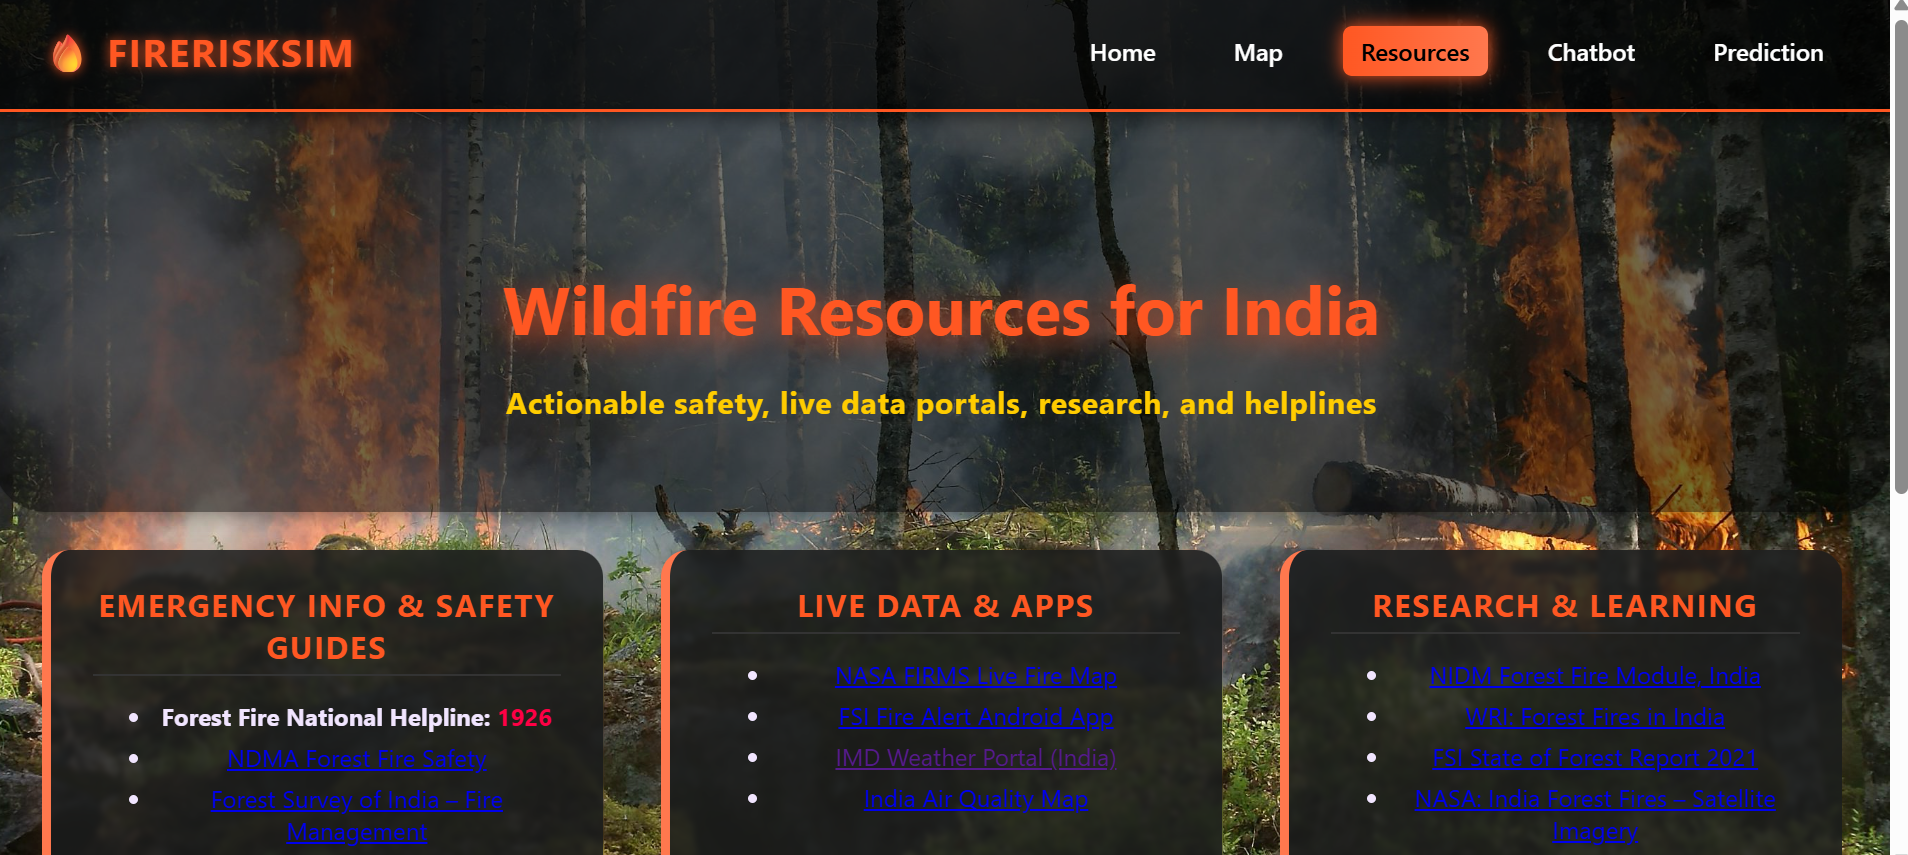 FIRERISKSIM
Home
Map
Resources
Chatbot
Prediction
Wildfire Resources for India
Actionable safety, live data portals, research, and helplines
EMERGENCY INFO & SAFETY
GUIDES
Forest Fire National Helpline: 1926
NDMA Forest Fire Safety
Forest Survey of India – Fire
Management
LIVE DATA & APPS
NASA FIRMS Live Fire Map
FSI Fire Alert Android App
IMD Weather Portal (India)
India Air Quality Map
RESEARCH & LEARNING
NIDM Forest Fire Module, India
WRI: Forest Fires in India
FSI State of Forest Report 2021
NASA: India Forest Fires – Satellite
Imagery